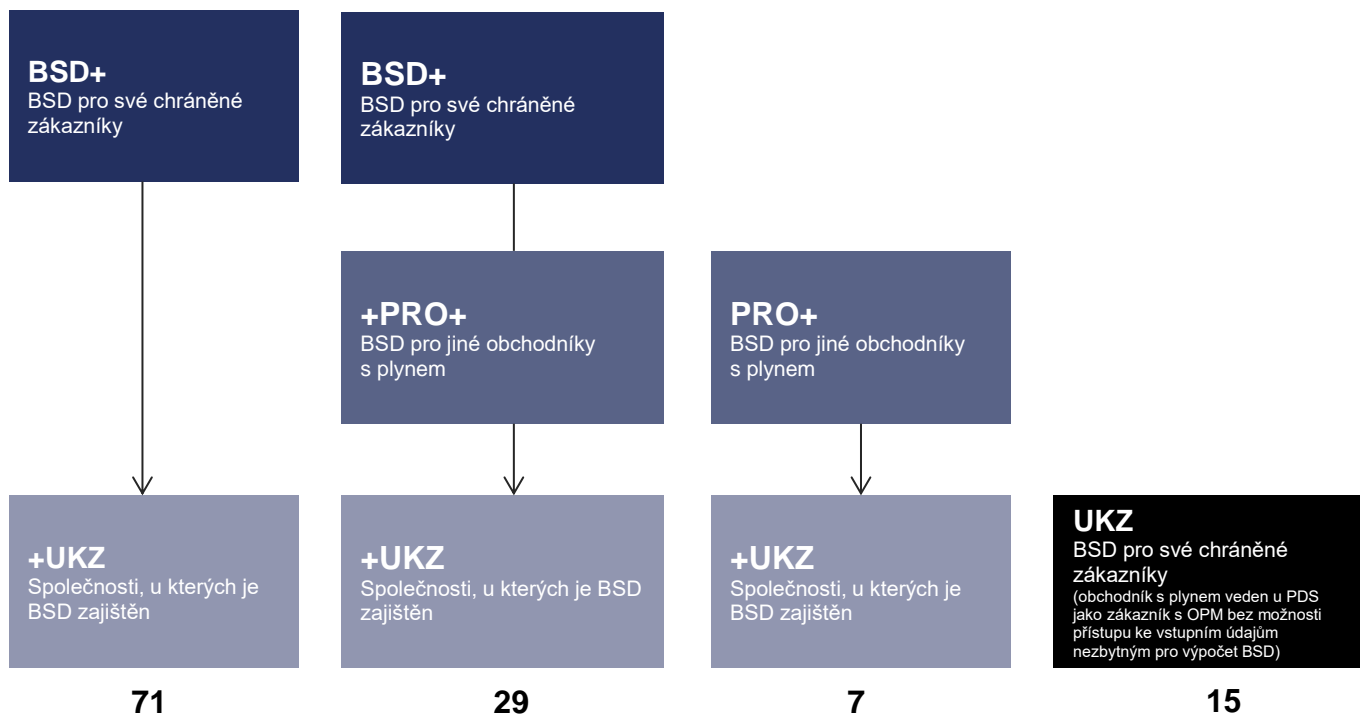 BSD+
BSD pro své chráněné
zákazníky
BSD+
BSD pro své chráněné
zákazníky
+PRO+
BSD pro jiné obchodníky
s plynem
PRO+
BSD pro jiné obchodníky
s plynem
+UKZ
Společnosti, u kterých je
BSD zajištěn
+UKZ
Společnosti, u kterých je BSD
zajištěn
+UKZ
Společnosti, u kterých je
BSD zajištěn
UKZ
BSD pro své chráněné
zákazníky
(obchodník s plynem veden u PDS
jako zákazník s OPM bez možnosti
přístupu ke vstupním údajům
nezbytným pro výpočet BSD)
71
29
7
15